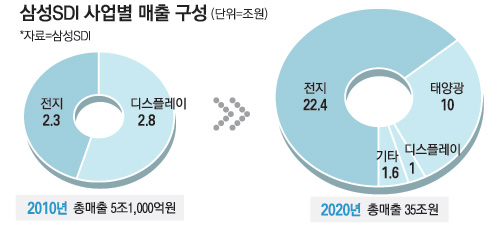 삼성SDI 사업별 매출 구성 (단위=조원)
*자료=삼성SDI
전지
2.3
디스플레이
2.8
2010년 총매출 5조1,000억원
전지
22.4
태양광
10
디스플레이
1
기타
1.6
2020년 총매출 35조원